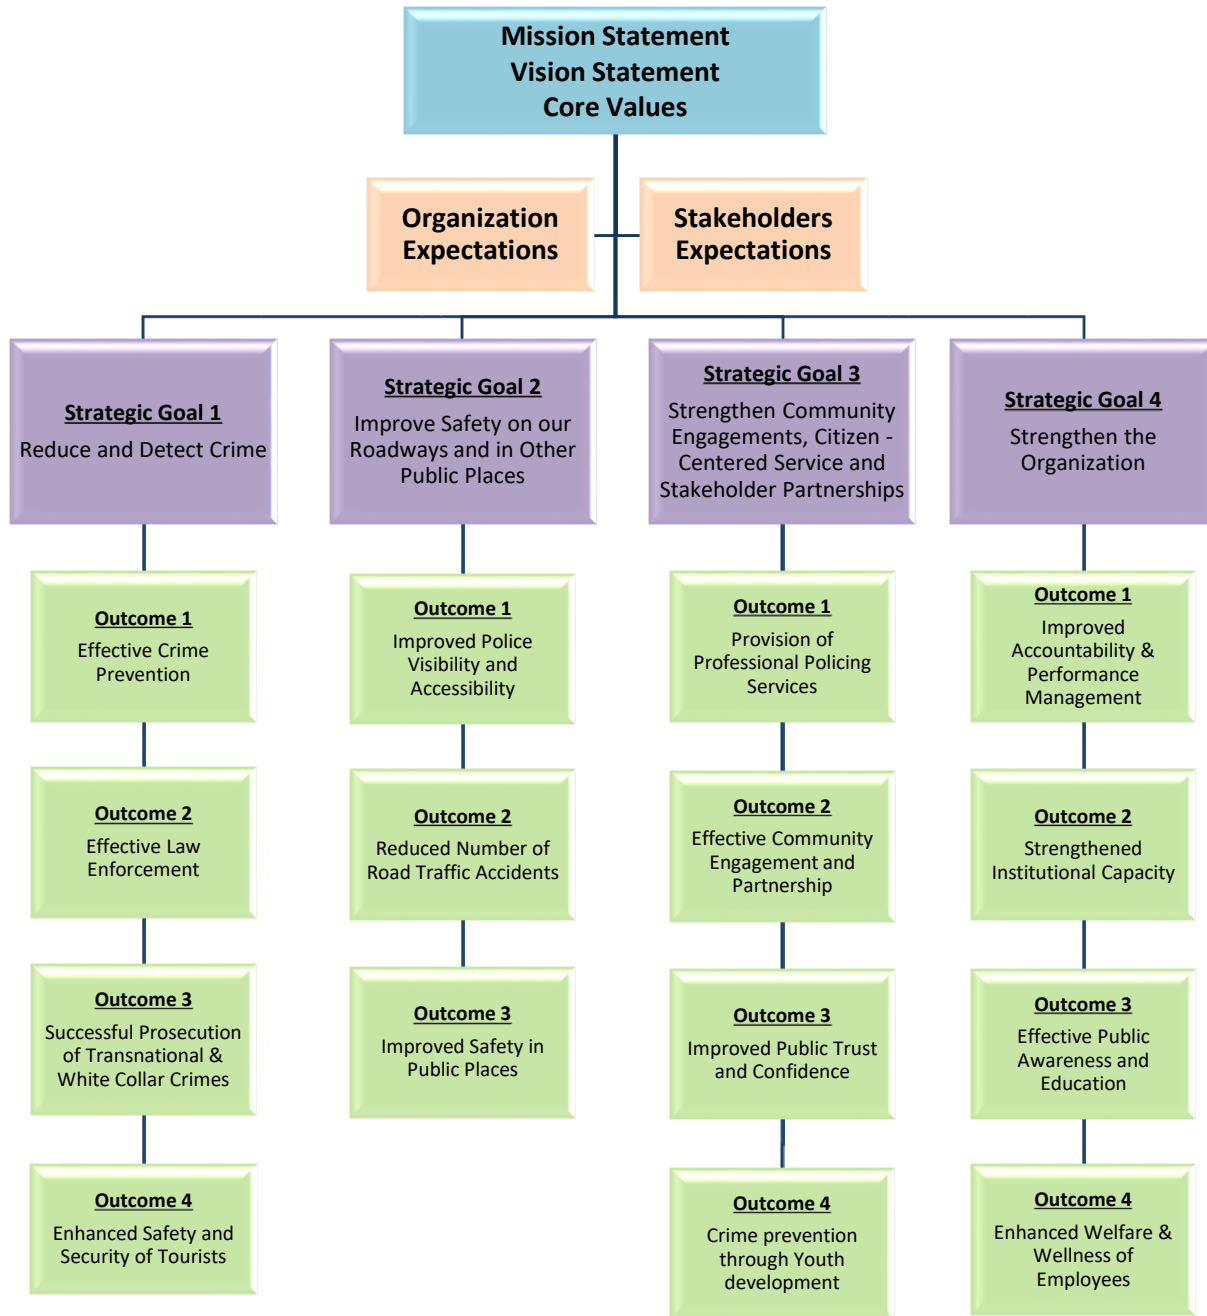 Mission Statement
Vision Statement
Core Values
Organization
Expectations
Stakeholders
Expectations
Strategic Goal 1
Reduce and Detect Crime
Strategic Goal 2
Improve Safety on our
Roadways and in Other
Public Places
Strategic Goal 3
Strengthen Community
Engagements, Citizen -
Centered Service and
Stakeholder Partnerships
Strategic Goal 4
Strengthen the
Organization
Outcome 1
Effective Crime
Prevention
Outcome 2
Effective Law
Enforcement
Outcome 3
Successful Prosecution
of Transnational &
White Collar Crimes
Outcome 4
Enhanced Safety and
Security of Tourists
Outcome 1
Improved Police
Visibility and
Accessibility
Outcome 2
Reduced Number of
Road Traffic Accidents
Outcome 3
Improved Safety in
Public Places
Outcome 1
Provision of
Professional Policing
Services
Outcome 2
Effective Community
Engagement and
Partnership
Outcome 3
Improved Public Trust
and Confidence
Outcome 4
Crime prevention
through Youth
development
Outcome 1
Improved
Accountability &
Performance
Management
Outcome 2
Strengthened
Institutional Capacity
Outcome 3
Effective Public
Awareness and
Education
Outcome 4
Enhanced Welfare &
Wellness of
Employees